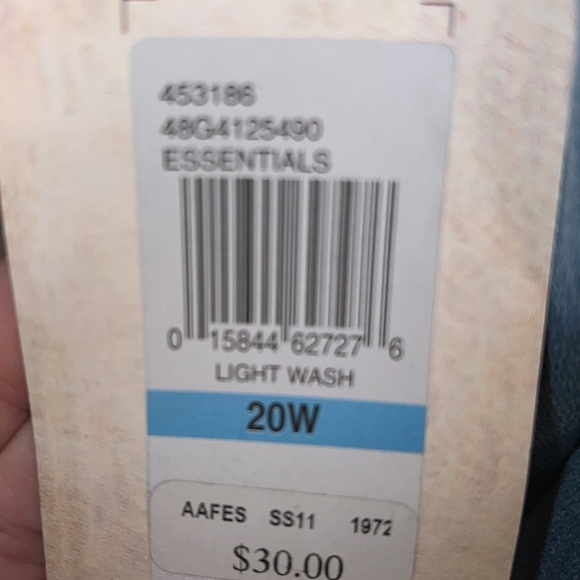 453186
48G4125490
ESSENTIALS
0 15844 62727 6
LIGHT WASH
20W
AAFES SS11 1972
$30.00